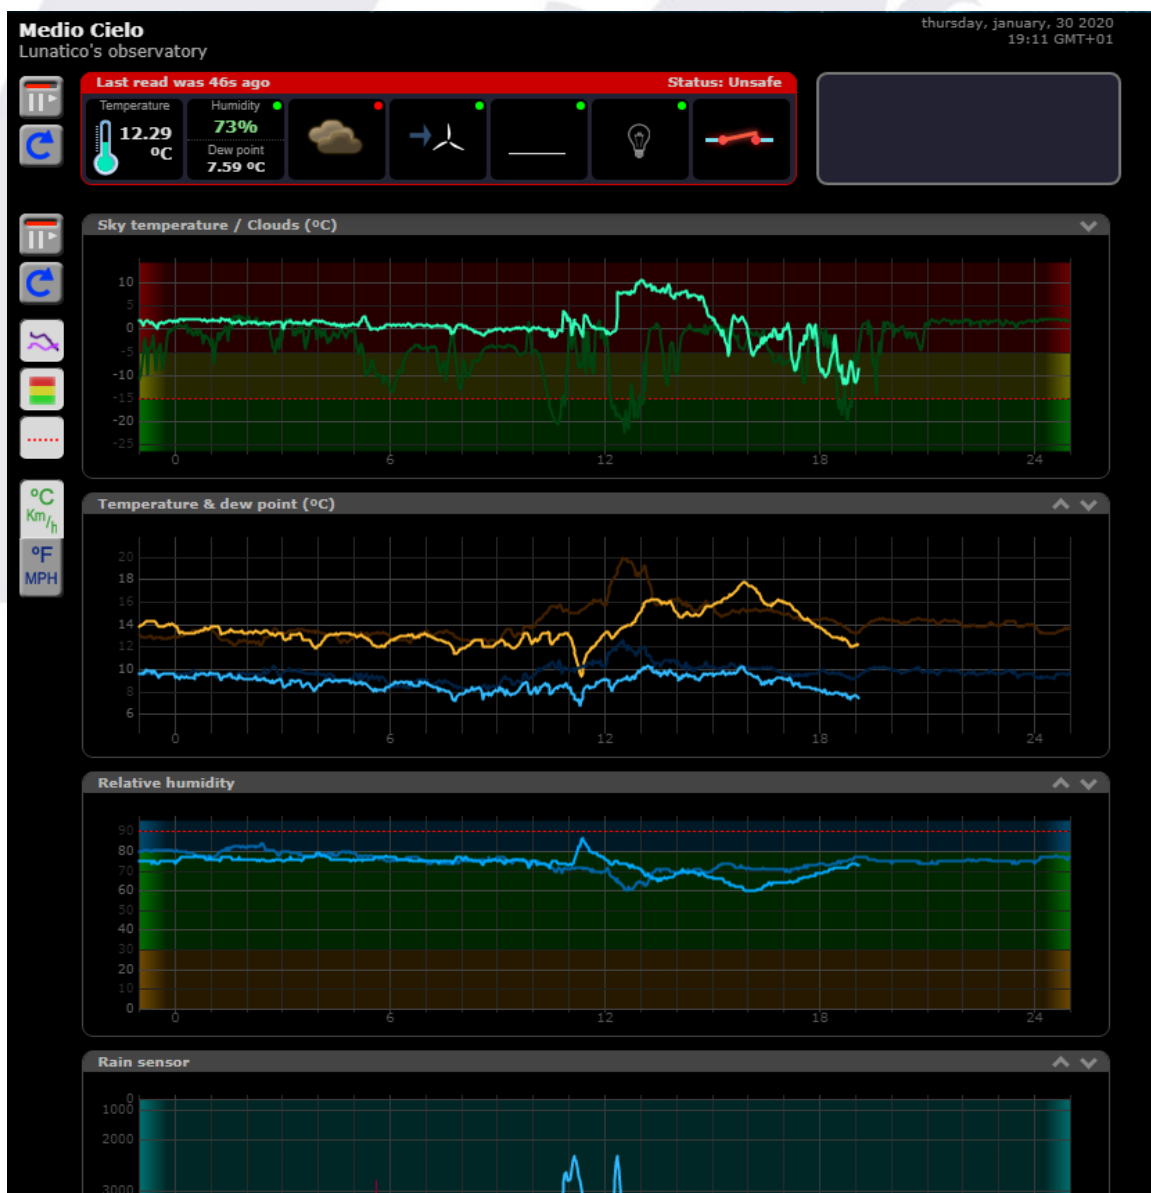 Medio Cielo
Lunatico's observatory
thursday, january, 30 2020
19:11 GMT+01
Last read was 46s ago
Status: Unsafe
Temperature
12.29
ºC
Humidity
73%
Dew point
7.59 ºC
Sky temperature / Clouds (ºC)
10
5
0
-5
-10
-15
-20
-25
0 6 12 18 24
ºC
Km/h
ºF
MPH
Temperature & dew point (ºC)
20
18
16
14
12
10
8
6
0 6 12 18 24
Relative humidity
90
80
70
60
50
40
30
20
10
0
0 6 12 18 24
Rain sensor
0
1000
2000
3000